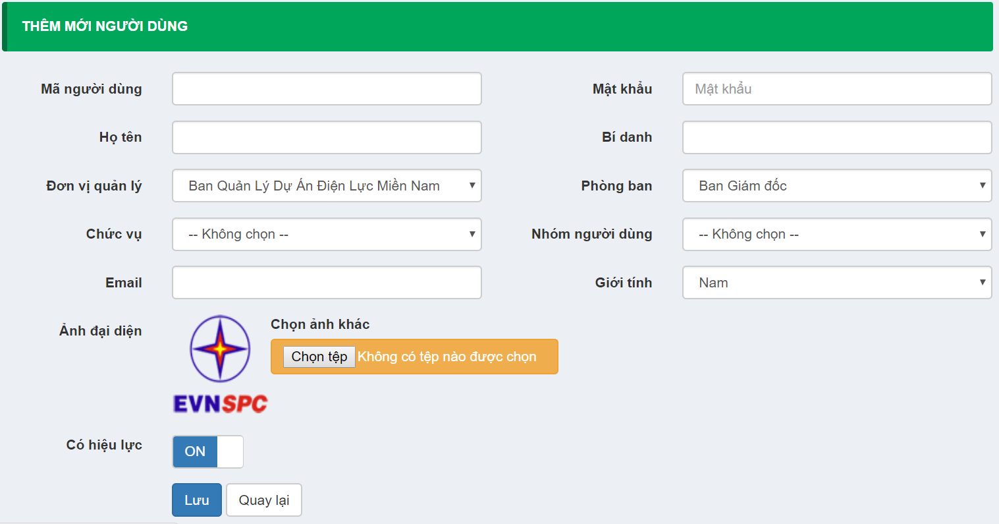 THÊM MỚI NGƯỜI DÙNG
Mã người dùng
Mật khẩu Mật khẩu
Họ tên
Bí danh
Đơn vị quản lý Ban Quản Lý Dự Án Điện Lực Miền Nam
Phòng ban Ban Giám đốc
Chức vụ -- Không chọn --
Nhóm người dùng -- Không chọn --
Email
Giới tính Nam
Ảnh đại diện
EVNSPC
Chọn ảnh khác
Chọn tệp Không có tệp nào được chọn
Có hiệu lực ON
Lưu Quay lại